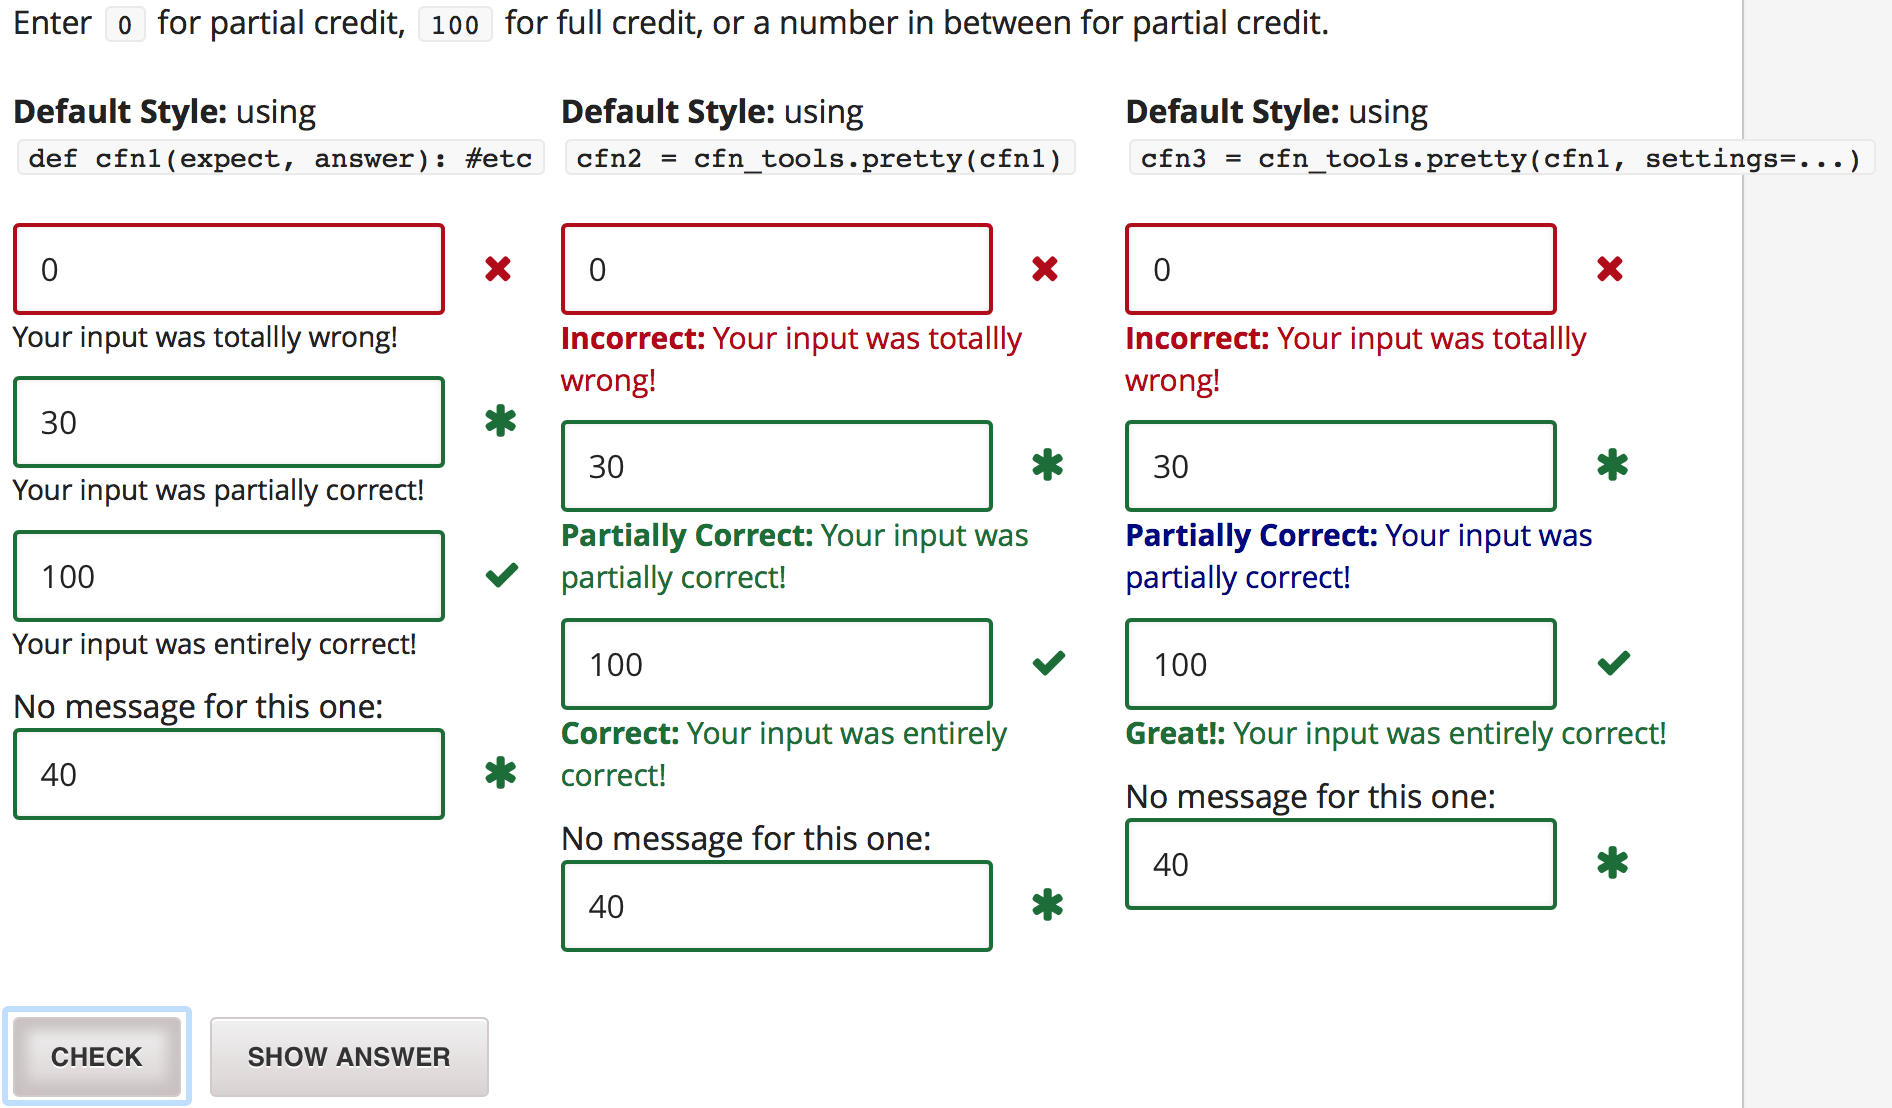 Enter 0 for partial credit, 100 for full credit, or a number in between for partial credit.
Default Style: using
def cfn1(expect, answer): #etc
0
Your input was totallly wrong!
30
Your input was partially correct!
100
Your input was entirely correct!
No message for this one:
40
Default Style: using
cfn2 = cfn_tools.pretty(cfn1)
0
Incorrect: Your input was totallly
wrong!
30
Partially Correct: Your input was
partially correct!
100
Correct: Your input was entirely
correct!
No message for this one:
40
Default Style: using
cfn3 = cfn_tools.pretty(cfn1, settings=...)
0
Incorrect: Your input was totallly
wrong!
30
Partially Correct: Your input was
partially correct!
100
Great!: Your input was entirely correct!
No message for this one:
40
CHECK
SHOW ANSWER